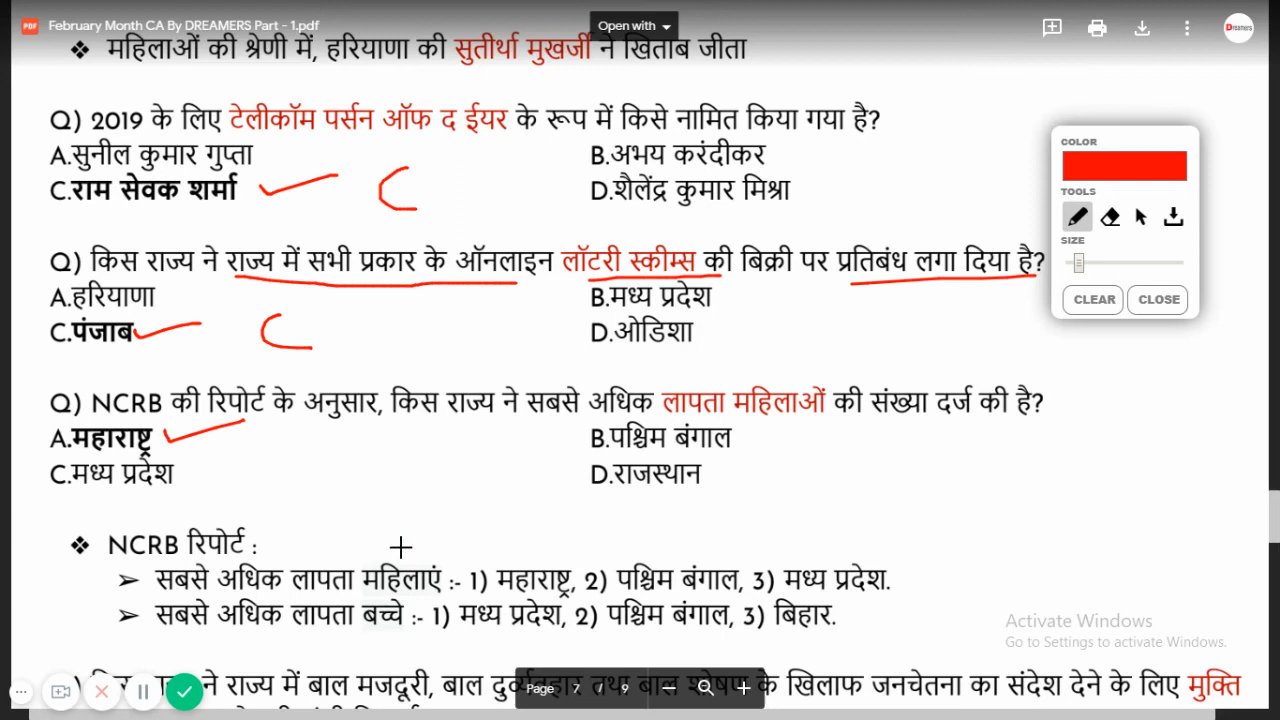 February Month CA By DREAMERS Part - 1.pdf
Open with
Dreamers
❖ महिलाओं की श्रेणी में, हरियाणा की सुतीर्था मुखर्जी ने खिताब जीता
Q) 2019 के लिए टेलीकॉम पर्सन ऑफ द ईयर के रूप में किसे नामित किया गया है?
A.सुनील कुमार गुप्ता B.अभय करंदीकर
C.राम सेवक शर्मा D.शैलेंद्र कुमार मिश्रा
Q) किस राज्य ने राज्य में सभी प्रकार के ऑनलाइन लॉटरी स्कीम्स की बिक्री पर प्रतिबंध लगा दिया है?
A.हरियाणा B.मध्य प्रदेश
C.पंजाब D.ओडिशा
Q) NCRB की रिपोर्ट के अनुसार, किस राज्य ने सबसे अधिक लापता महिलाओं की संख्या दर्ज की है?
A.महाराष्ट्र B.पश्चिम बंगाल
C.मध्य प्रदेश D.राजस्थान
❖ NCRB रिपोर्ट :
➢ सबसे अधिक लापता महिलाएं :- 1) महाराष्ट्र, 2) पश्चिम बंगाल, 3) मध्य प्रदेश.
➢ सबसे अधिक लापता बच्चे :- 1) मध्य प्रदेश, 2) पश्चिम बंगाल, 3) बिहार.
ने राज्य में बाल मजदूरी, बाल दुर्व्यवहार तथा बाल शोषण के खिलाफ जनचेतना का संदेश देने के लिए मुक्ति
COLOR
TOOLS
SIZE
CLEAR CLOSE
Activate Windows
Go to Settings to activate Windows.
Page 7 / 9